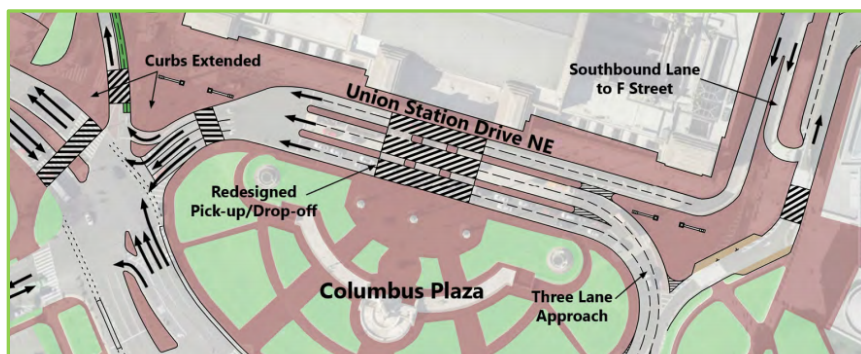 Curbs Extended
Union Station Drive NE
Southbound Lane
to F Street
Redesigned
Pick-up/Drop-off
Columbus Plaza
Three Lane
Approach